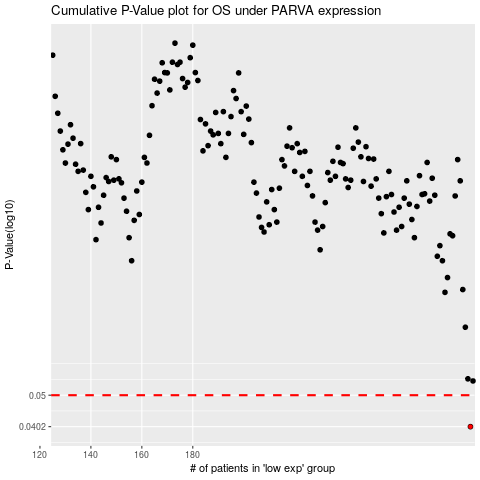 Cumulative P-Value plot for OS under PARVA expression
P-Value(log10)
0.05
0.0402
120 140 160 180
# of patients in 'low exp' group